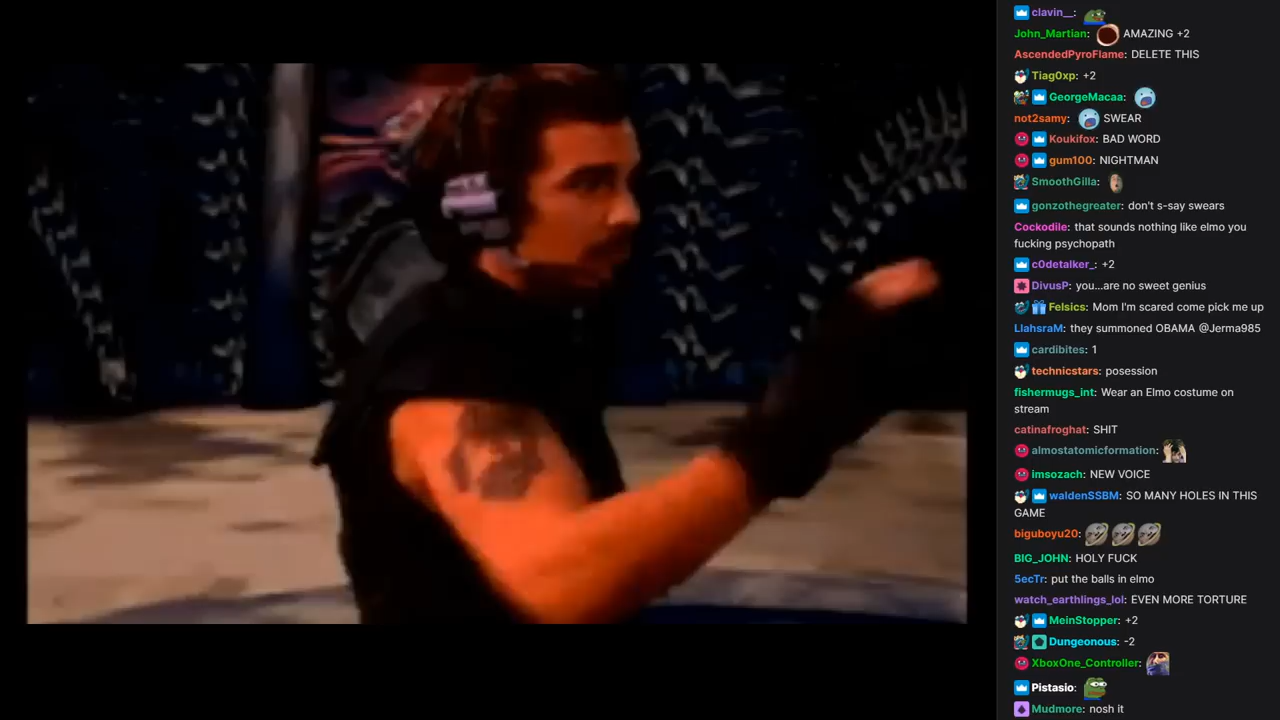 clavin__:
John_Martian: AMAZING +2
AscendedPyroFlame: DELETE THIS
Tiag0xp: +2
GeorgeMacaa:
not2samy: SWEAR
Koukifox: BAD WORD
gum100: NIGHTMAN
SmoothGilla:
gonzothegreater: don't s-say swears
Cockodile: that sounds nothing like elmo you
fucking psychopath
c0detalker_: +2
DivusP: you...are no sweet genius
Felsics: Mom I'm scared come pick me up
LlahsraM: they summoned OBAMA @Jerma985
cardibites: 1
technicstars: posession
fishermugs_int: Wear an Elmo costume on
stream
catinafroghat: SHIT
almostatomicformation:
imsozach: NEW VOICE
waldenSSBM: SO MANY HOLES IN THIS
GAME
biguboyu20:
BIG_JOHN: HOLY FUCK
5ecTr: put the balls in elmo
watch_earthlings_lol: EVEN MORE TORTURE
MeinStopper: +2
Dungeonous: -2
XboxOne_Controller:
Pistasio:
Mudmore: nosh it